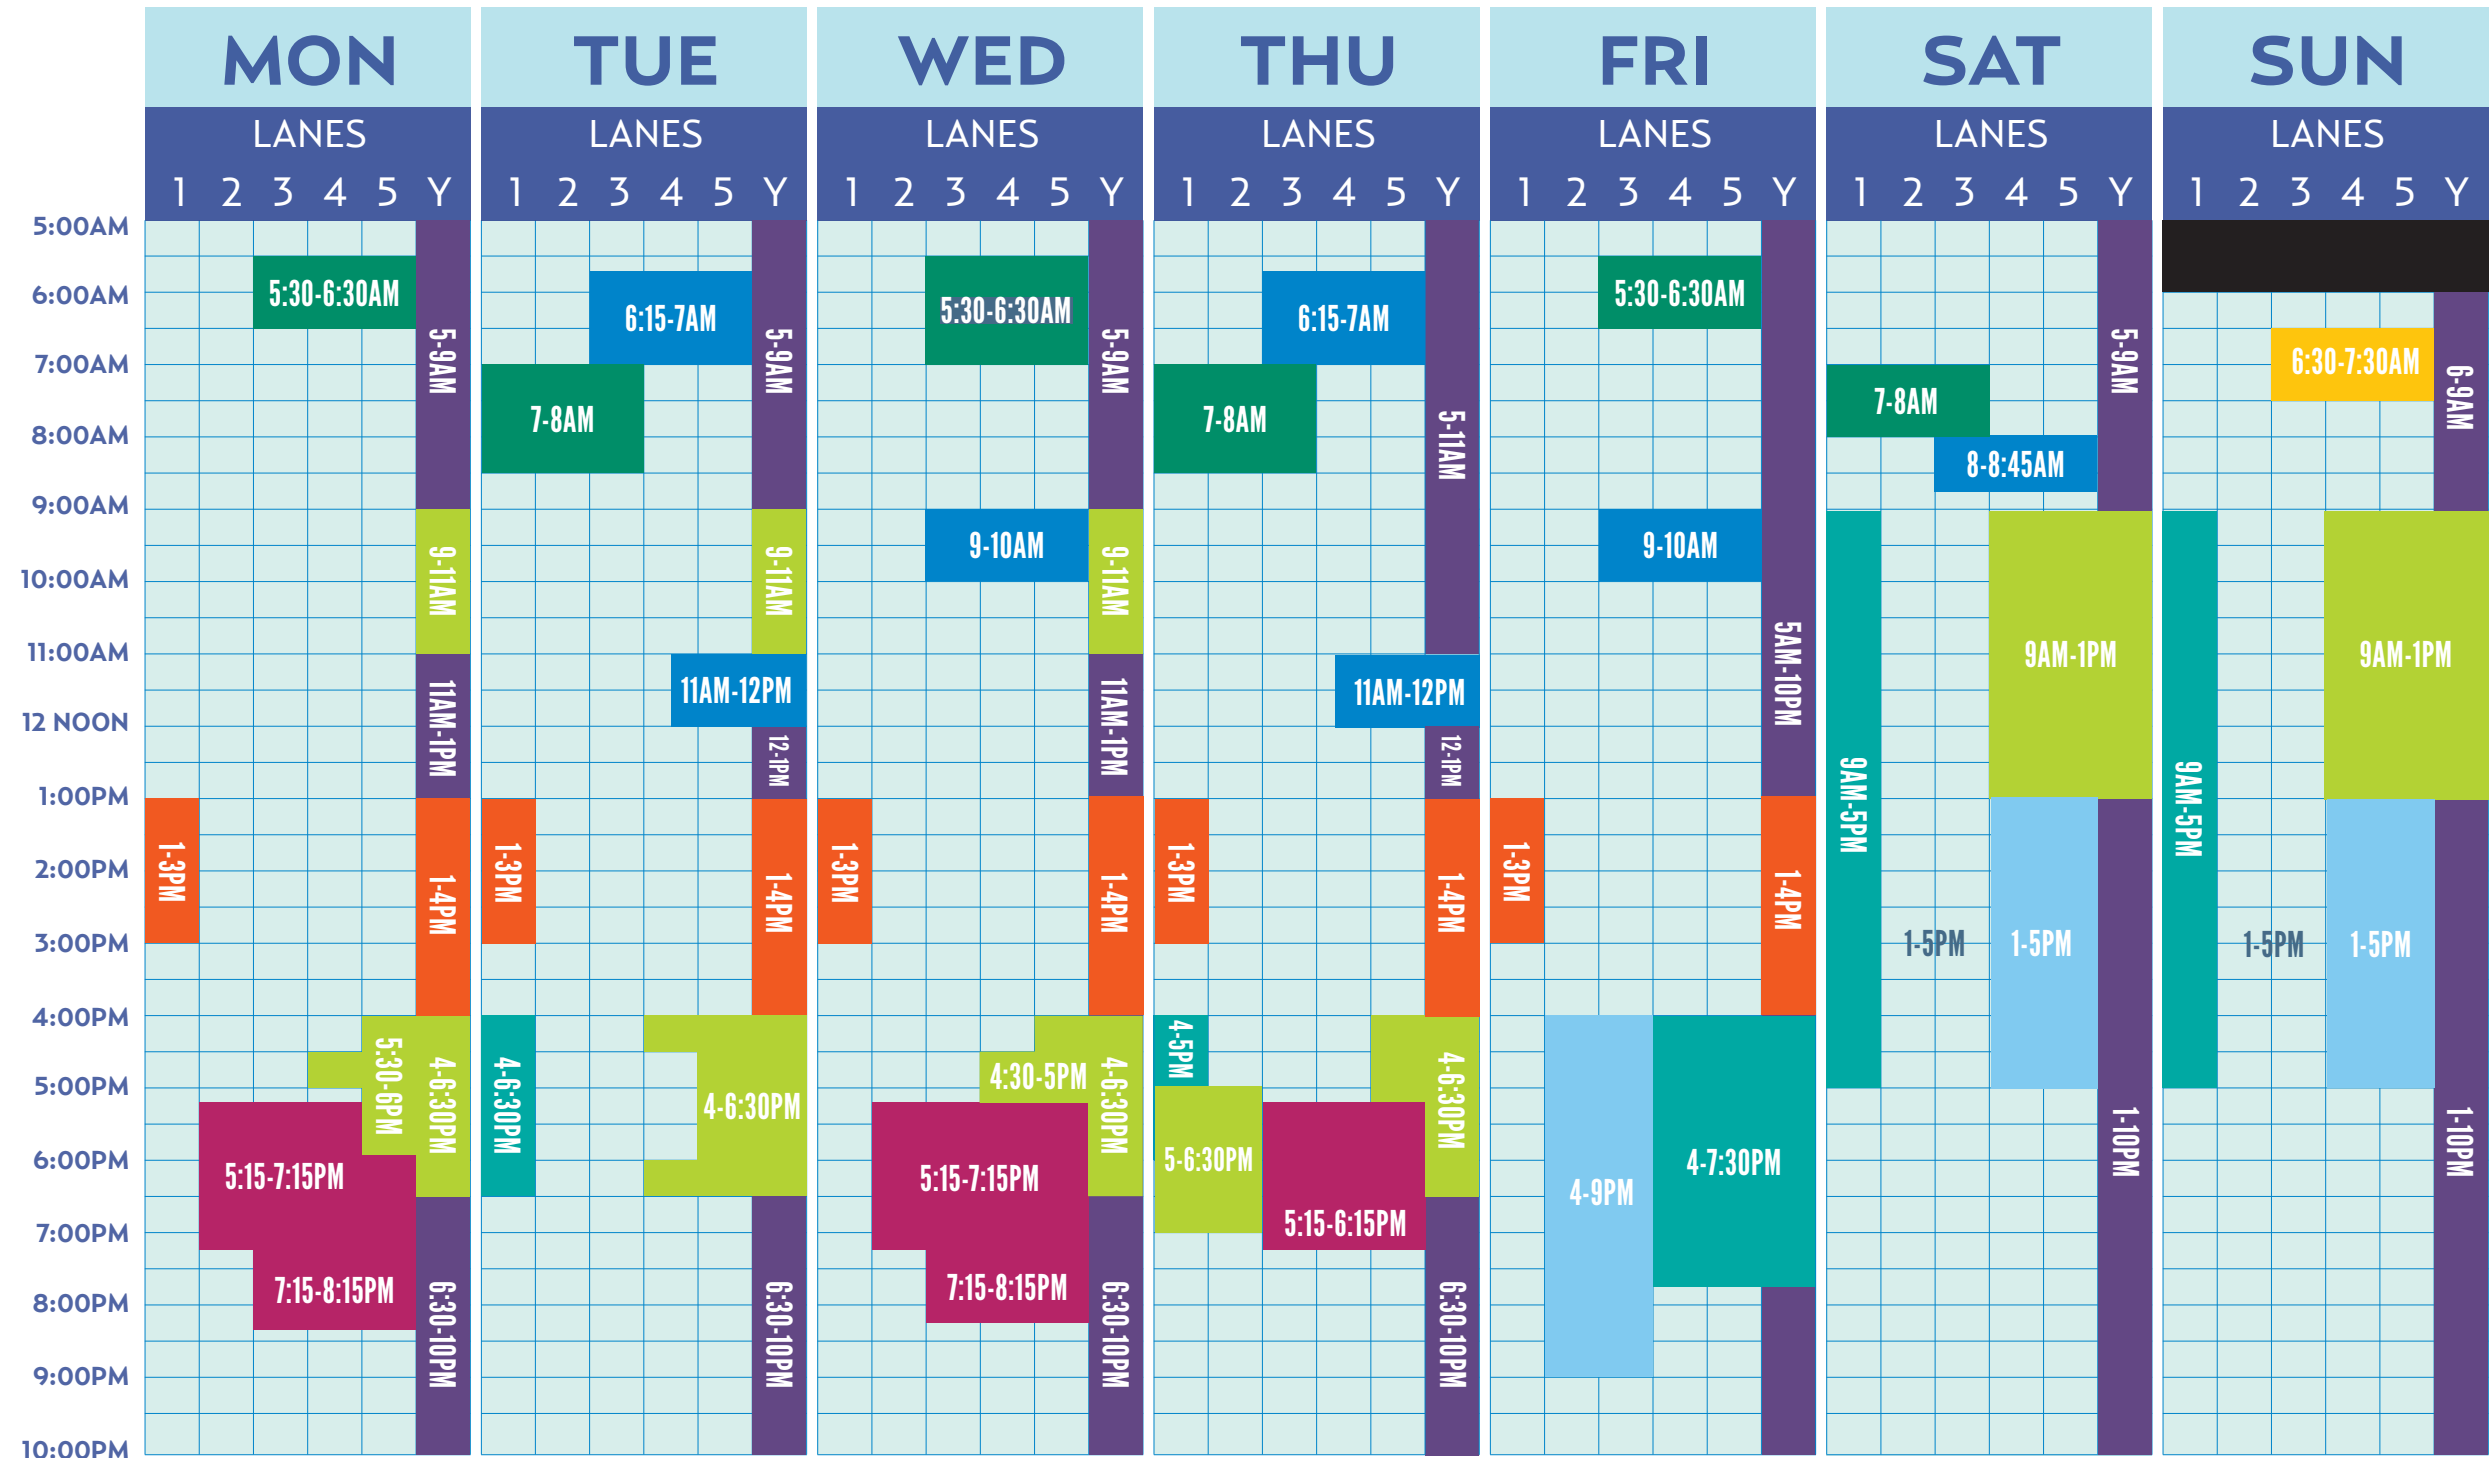 MON TUE WED THU FRI SAT SUN
LANES LANES LANES LANES LANES LANES LANES
1 2 3 4 5 Y 1 2 3 4 5 Y 1 2 3 4 5 Y 1 2 3 4 5 Y 1 2 3 4 5 Y 1 2 3 4 5 Y 1 2 3 4 5 Y
5:00AM
6:00AM
7:00AM
8:00AM
9:00AM
10:00AM
11:00AM
12 NOON
1:00PM
2:00PM
3:00PM
4:00PM
5:00PM
6:00PM
7:00PM
8:00PM
9:00PM
10:00PM
5:30-6:30AM
5-9AM
9-11AM
11AM-1PM
1-3PM
1-4PM
5:30-6PM
4-6:30PM
5:15-7:15PM
7:15-8:15PM
6:30-10PM
6:15-7AM
5-9AM
7-8AM
9-11AM
11AM-12PM
12-1PM
1-3PM
1-4PM
4-6:30PM
4-6:30PM
6:30-10PM
5:30-6:30AM
5-9AM
9-10AM
9-11AM
11AM-1PM
1-3PM
1-4PM
4:30-5PM
4-6:30PM
5:15-7:15PM
7:15-8:15PM
6:30-10PM
6:15-7AM
7-8AM
5-11AM
11AM-12PM
12-1PM
1-3PM
1-4PM
4-5PM
4-6:30PM
5-6:30PM
5:15-6:15PM
6:30-10PM
5:30-6:30AM
9-10AM
5AM-10PM
1-3PM
1-4PM
4-9PM
4-7:30PM
5-9AM
7-8AM
8-8:45AM
9AM-1PM
9AM-5PM
1-5PM
1-5PM
1-10PM
6:30-7:30AM
6-9AM
9AM-1PM
9AM-5PM
1-5PM
1-5PM
1-10PM